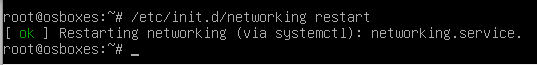 root@osboxes:~# /etc/init.d/networking restart
[ ok ] Restarting networking (via systemctl): networking.service.
root@osboxes:~# _